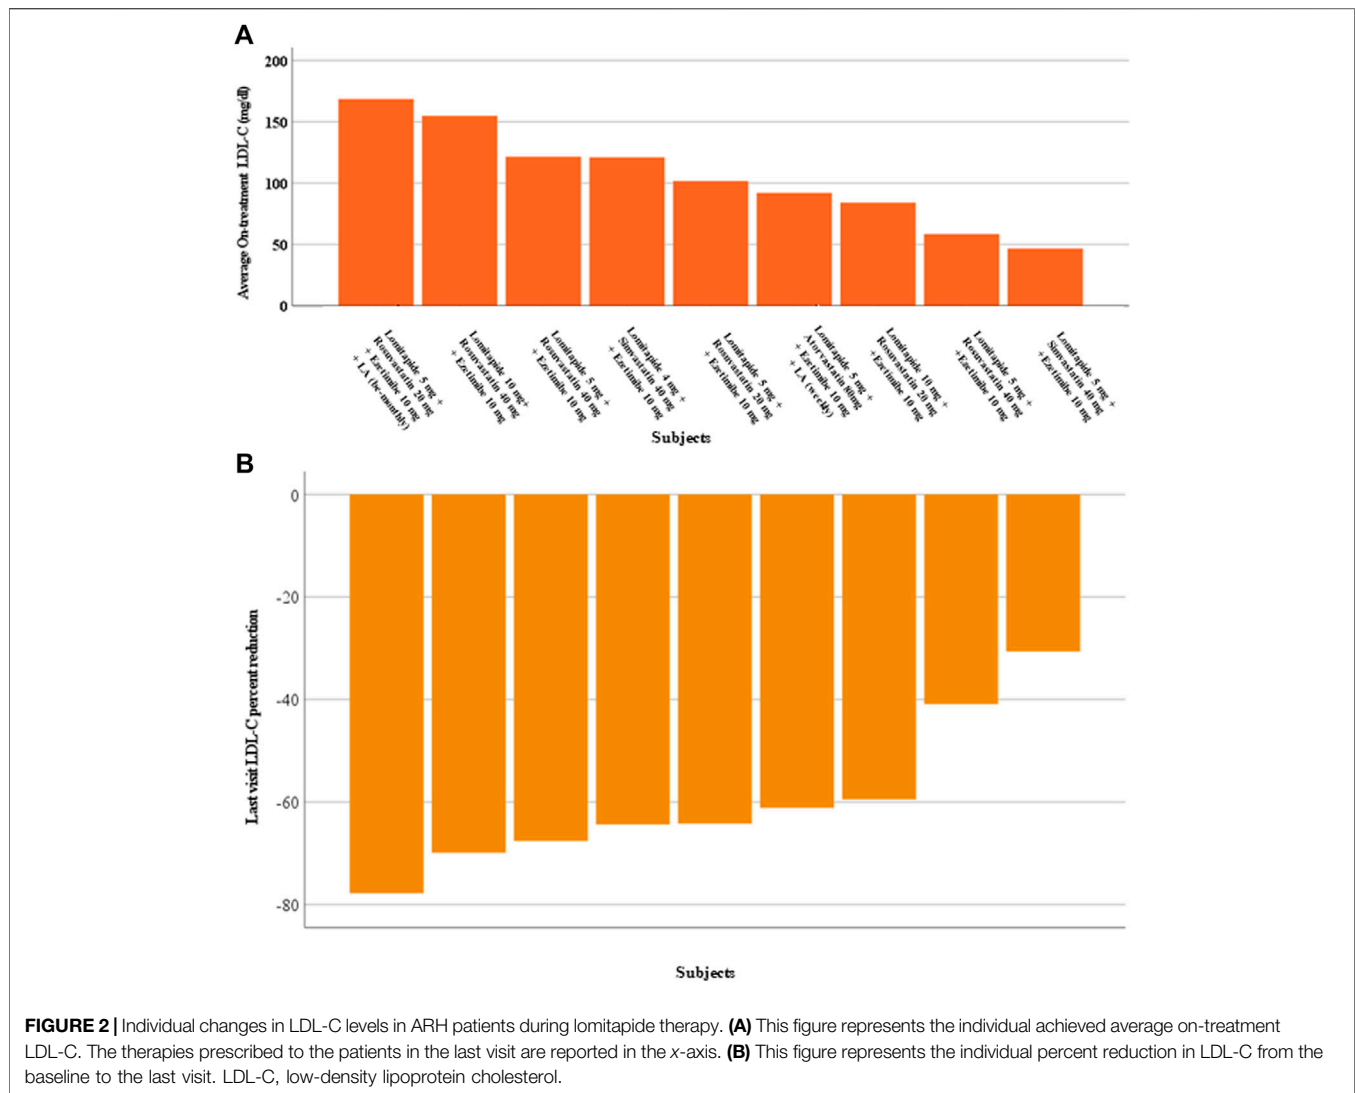 A
200
150
100
50
0
Average On-treatment LDL-C (mg/dl)
Lomitapide 5 mg +
Rosuvastatin 20 mg
+ Ezetimibe 10 mg
+ LA (be-monthly)
Lomitapide 10 mg+
Rosuvastatin 40 mg
+ Ezetimibe 10 mg
Lomitapide 5 mg +
Rosuvastatin 40 mg
+ Ezetimibe 10 mg
Lomitapide 4 mg +
Simvastatin 40 mg
+ Ezetimibe 10 mg
Lomitapide 5 mg +
Rosuvastatin 20 mg
+ Ezetimibe 10 mg
Lomitapide 5 mg +
Atorvastatin 80mg
+ Ezetimibe 10 mg
+ LA (weekly)
Lomitapide 10 mg +
Rosuvastatin 20 mg
+Ezetimibe 10 mg
Lomitapide 5 mg +
Rosuvastatin 40 mg
+Ezetimibe 10 mg
Lomitapide 5 mg +
Simvastatin 40 mg
+Ezetimibe 10 mg
Subjects
B
0
-20
-40
-60
-80
Last visit LDL-C percent reduction
Subjects
FIGURE 2 | Individual changes in LDL-C levels in ARH patients during lomitapide therapy. (A) This figure represents the individual achieved average on-treatment
LDL-C. The therapies prescribed to the patients in the last visit are reported in the x-axis. (B) This figure represents the individual percent reduction in LDL-C from the
baseline to the last visit. LDL-C, low-density lipoprotein cholesterol.